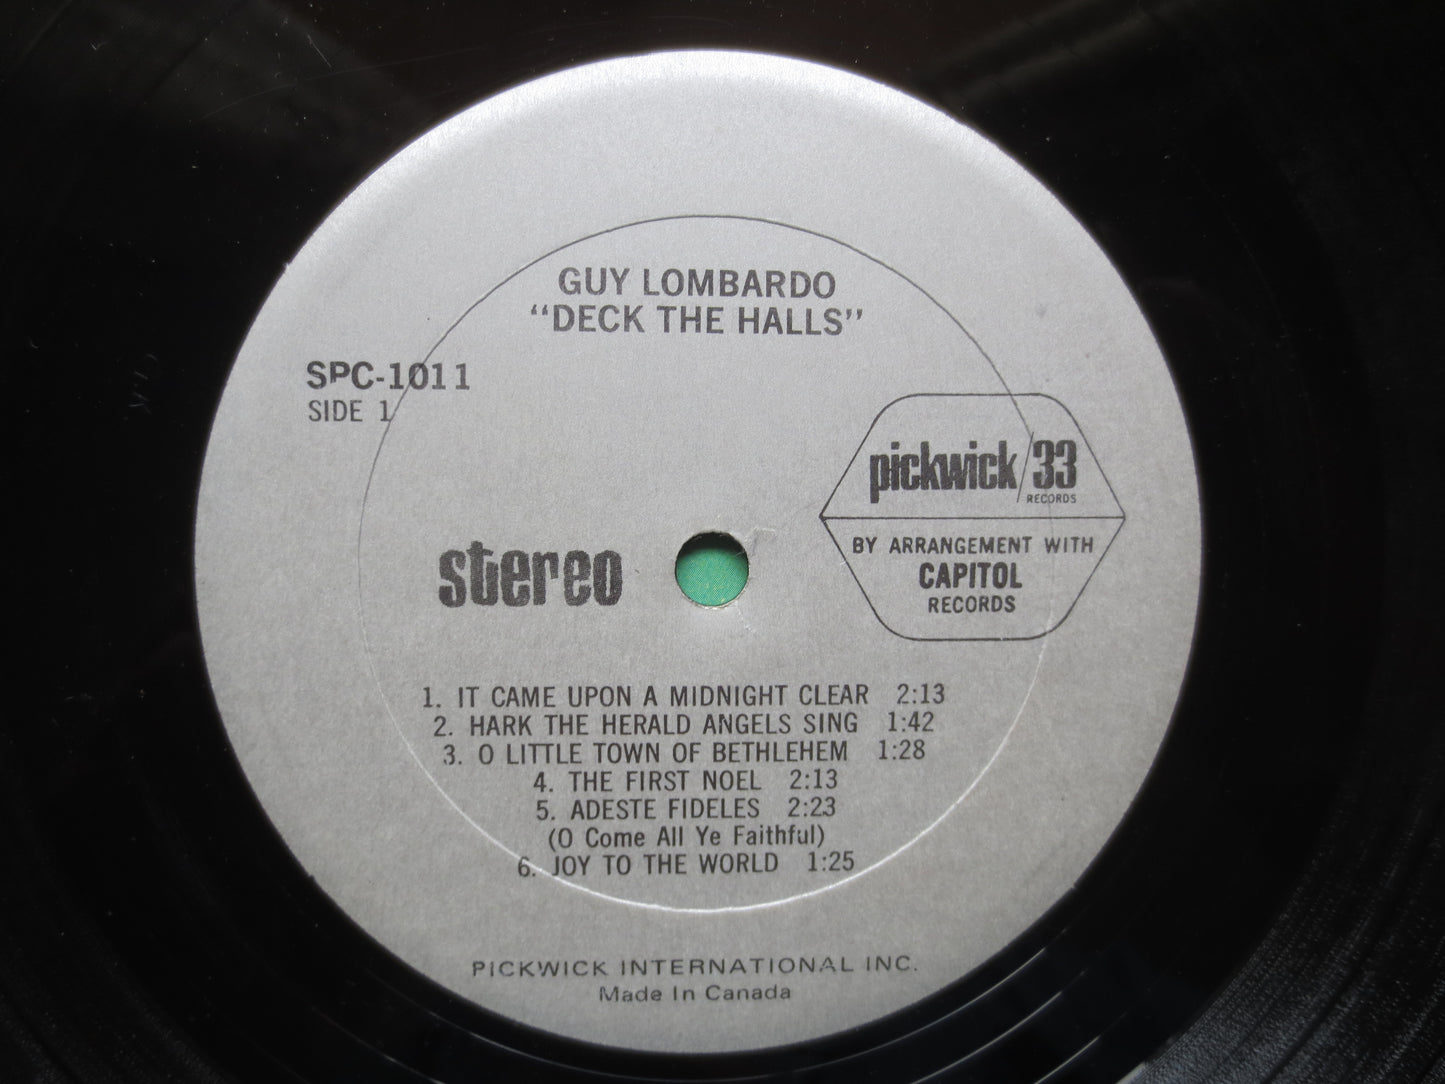 GUY LOMBARDO
"DECK THE HALLS"
SPC-1011
SIDE 1
pickwick/33
RECORDS
BY ARRANGEMENT WITH
CAPITOL
RECORDS
stereo
1. IT CAME UPON A MIDNIGHT CLEAR 2:13
2. HARK THE HERALD ANGELS SING 1:42
3. O LITTLE TOWN OF BETHLEHEM 1:28
4. THE FIRST NOEL 2:13
5. ADESTE FIDELES 2:23
(O Come All Ye Faithful)
6. JOY TO THE WORLD 1:25
PICKWICK INTERNATIONAL INC.
Made In Canada